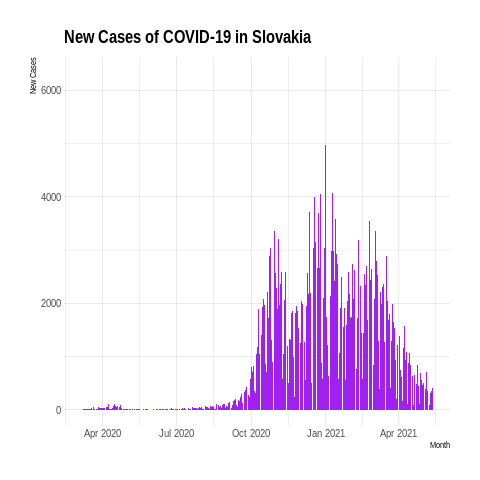 New Cases of COVID-19 in Slovakia
New Cases
6000
4000
2000
0
Apr 2020 Jul 2020 Oct 2020 Jan 2021 Apr 2021
Month